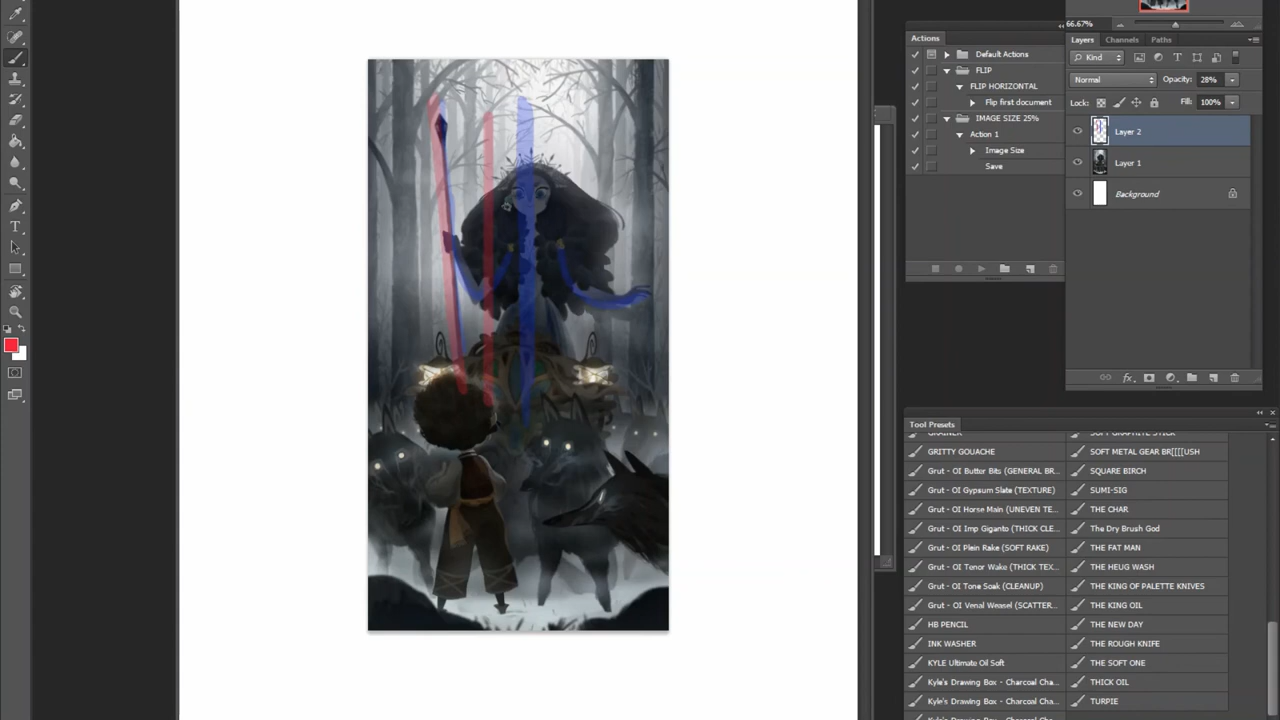 66.67%
Actions
Default Actions
FLIP
FLIP HORIZONTAL
Flip first document
IMAGE SIZE 25%
Action 1
Image Size
Save
Layers Channels Paths
Kind
Normal Opacity: 28%
Lock: Fill: 100%
Layer 2
Layer 1
Background
fx
Tool Presets
GRITTY GOUACHE SOFT METAL GEAR BR[[[[USH
Grut - OI Butter Bits (GENERAL BR... SQUARE BIRCH
Grut - OI Gypsum Slate (TEXTURE) SUMI-SIG
Grut - OI Horse Main (UNEVEN TE... THE CHAR
Grut - OI Imp Giganto (THICK CLE... The Dry Brush God
Grut - OI Plein Rake (SOFT RAKE) THE FAT MAN
Grut - OI Tenor Wake (THICK TEX... THE HEUG WASH
Grut - OI Tone Soak (CLEANUP) THE KING OF PALETTE KNIVES
Grut - OI Venal Weasel (SCATTER... THE KING OIL
HB PENCIL THE NEW DAY
INK WASHER THE ROUGH KNIFE
KYLE Ultimate Oil Soft THE SOFT ONE
Kyle's Drawing Box - Charcoal Cha... THICK OIL
Kyle's Drawing Box - Charcoal Cha... TURPIE